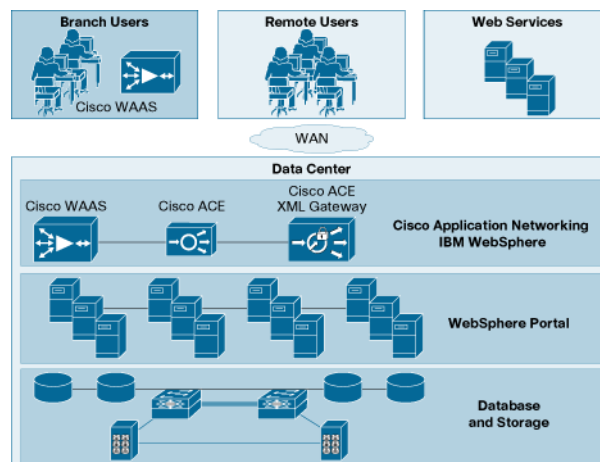 Branch Users
Cisco WAAS
Remote Users
Web Services
WAN
Data Center
Cisco WAAS
Cisco ACE
Cisco ACE
XML Gateway
Cisco Application Networking
IBM WebSphere
WebSphere Portal
Database
and Storage